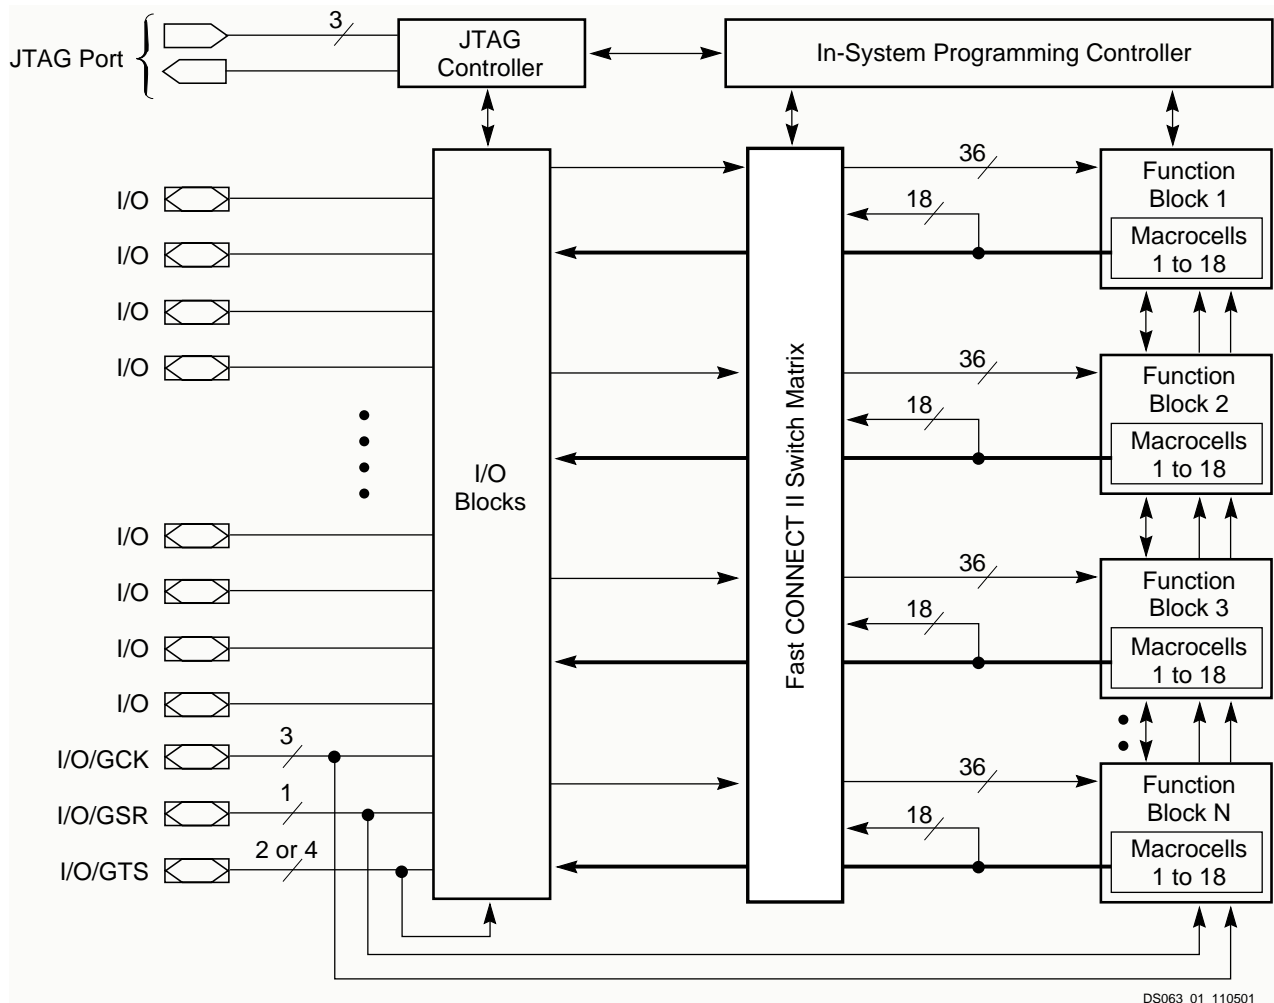 JTAG Port
3
JTAG
Controller
In-System Programming Controller
I/O
I/O
I/O
I/O
I/O
I/O
I/O
I/O
I/O/GCK
3
I/O/GSR
1
I/O/GTS
2 or 4
I/O
Blocks
Fast CONNECT II Switch Matrix
36
18
Function
Block 1
Macrocells
1 to 18
36
18
Function
Block 2
Macrocells
1 to 18
36
18
Function
Block 3
Macrocells
1 to 18
36
18
Function
Block N
Macrocells
1 to 18
DS063_01_110501